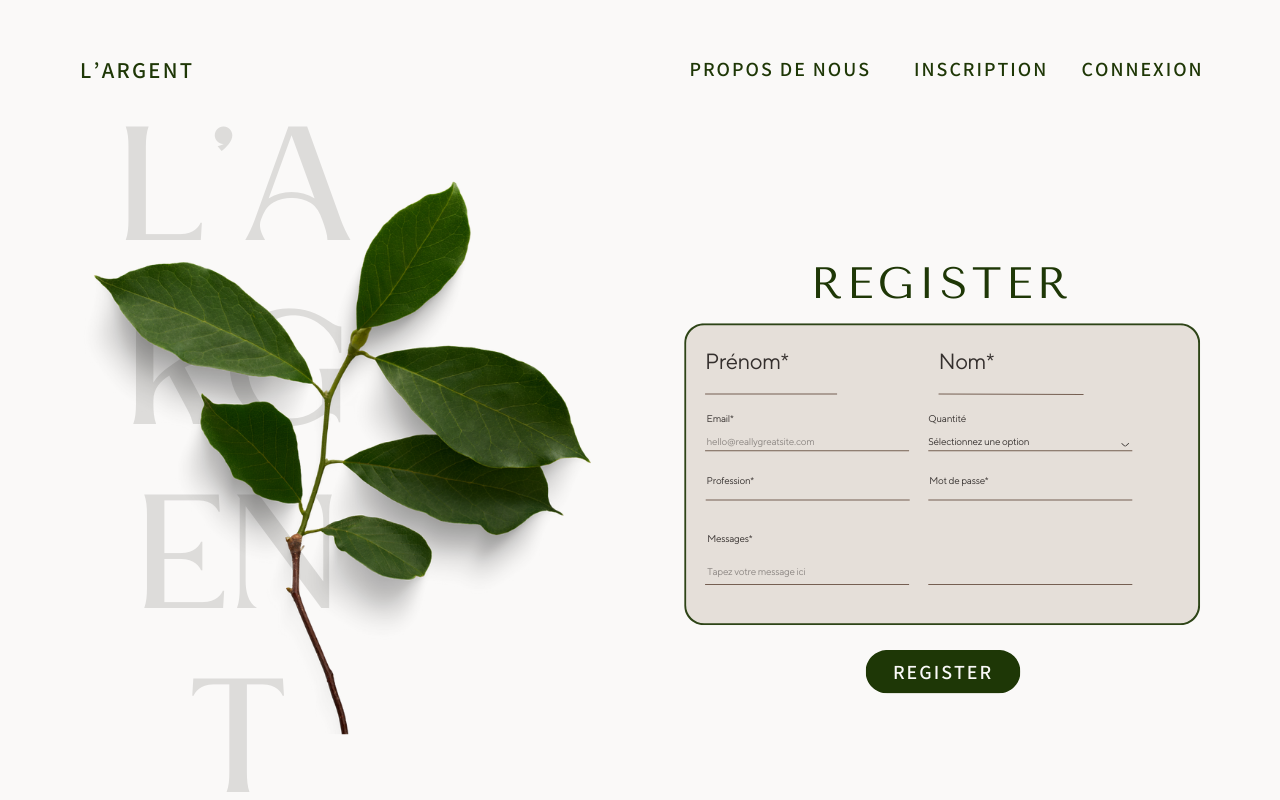 L’ARGENT
PROPOS DE NOUS
INSCRIPTION
CONNEXION
L’A
RG
EN
T
REGISTER
Prénom*
Nom*
Email*
Quantité
hello@reallygreatsite.com
Sélectionnez une option
Profession*
Mot de passe*
Messages*
Tapez votre message ici
REGISTER